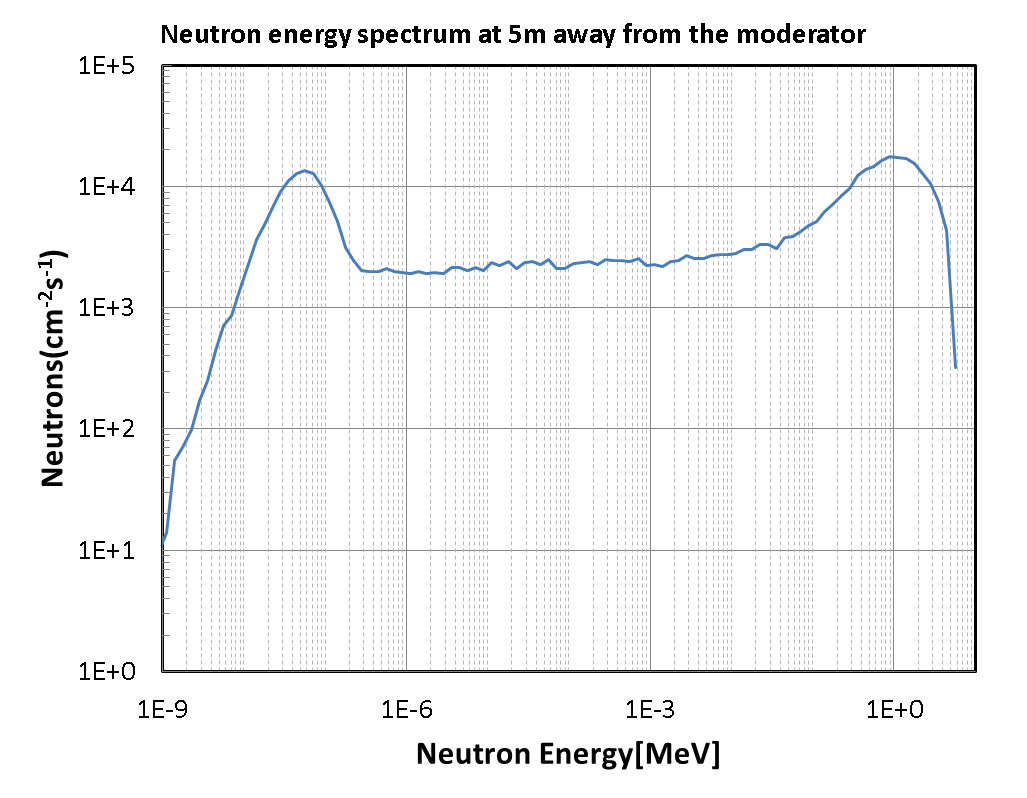 Neutron energy spectrum at 5m away from the moderator
1E+5
1E+4
1E+3
1E+2
1E+1
1E+0
Neutrons(cm⁻²s⁻¹)
1E-9 1E-6 1E-3 1E+0
Neutron Energy[MeV]